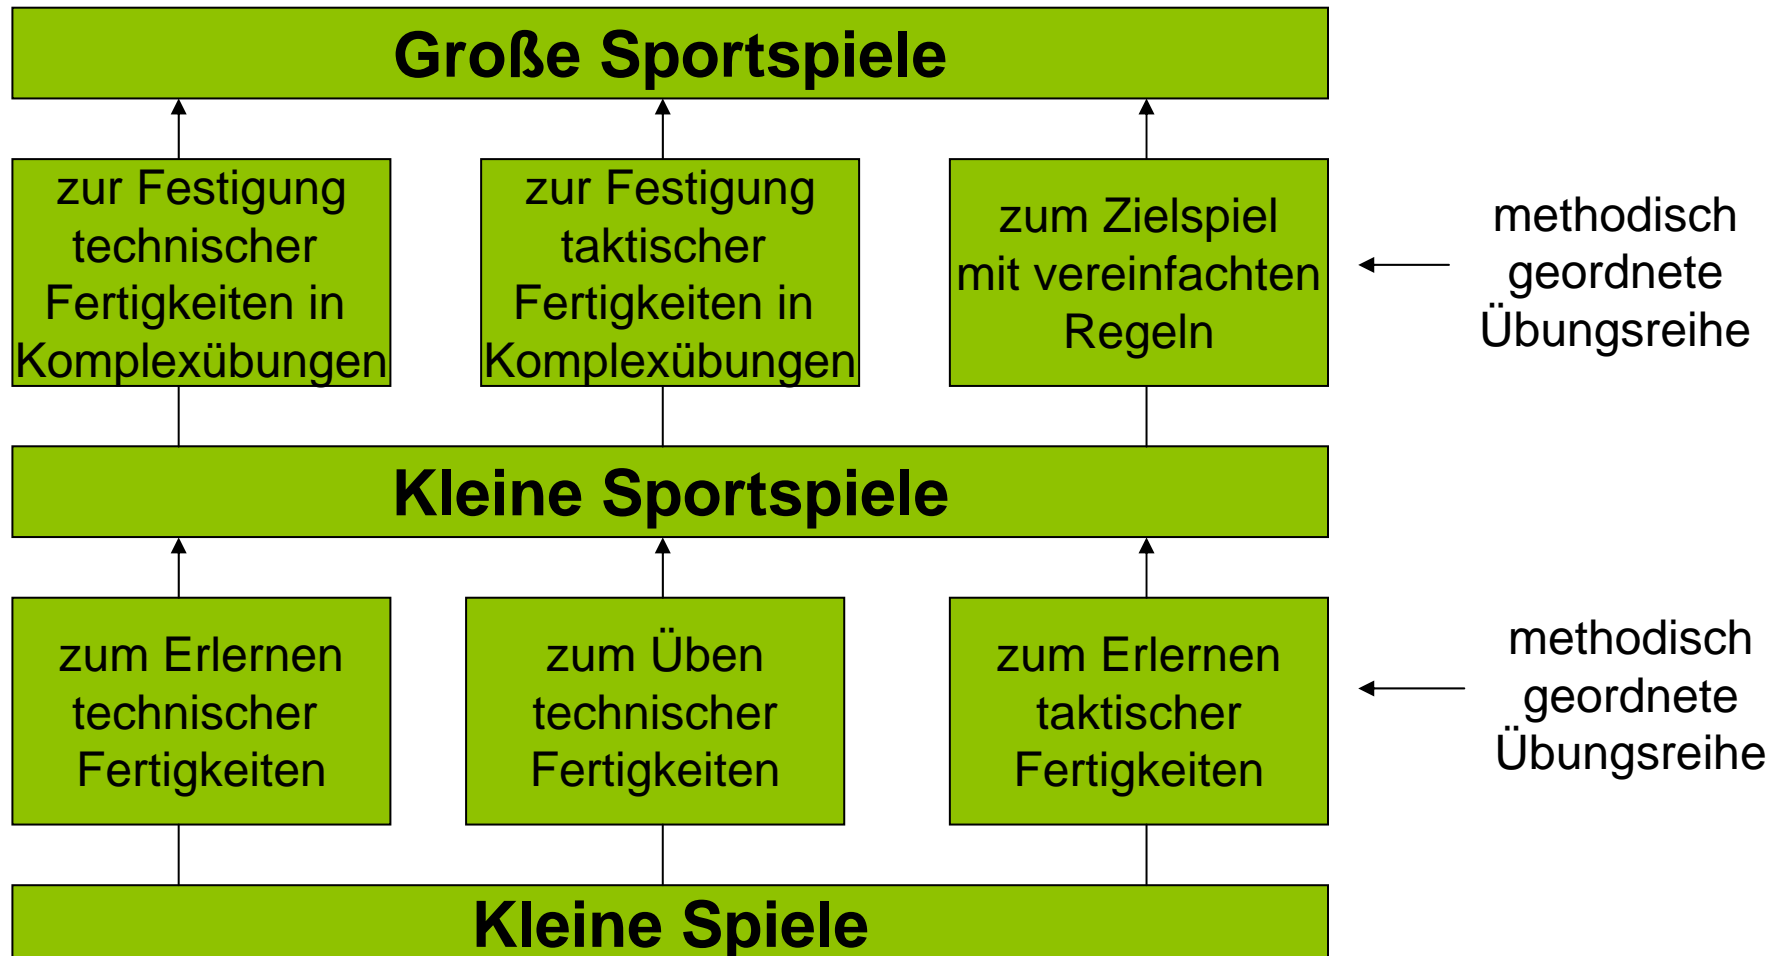 Große Sportspiele
zur Festigung
technischer
Fertigkeiten in
Komplexübungen
zur Festigung
taktischer
Fertigkeiten in
Komplexübungen
zum Zielspiel
mit vereinfachten
Regeln
methodisch
geordnete
Übungsreihe
Kleine Sportspiele
zum Erlernen
technischer
Fertigkeiten
zum Üben
technischer
Fertigkeiten
zum Erlernen
taktischer
Fertigkeiten
methodisch
geordnete
Übungsreihe
Kleine Spiele